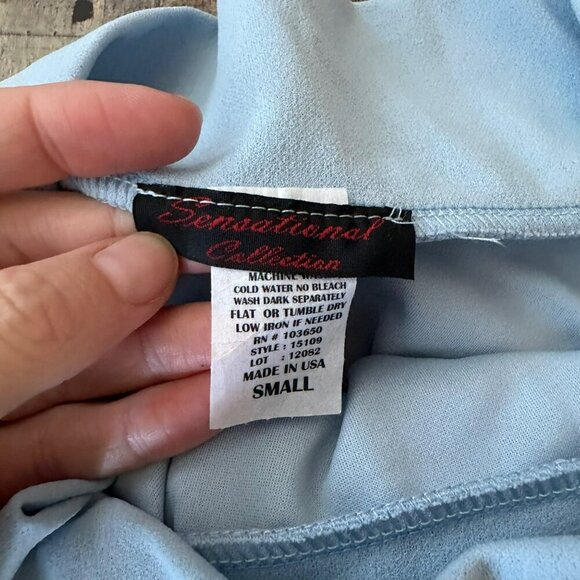 Sensational
Collection
MACHINE
COLD WATER NO BLEACH
WASH DARK SEPARATELY
FLAT OR TUMBLE DRY
LOW IRON IF NEEDED
RN # 103650
STYLE : 15109
LOT : 12082
MADE IN USA
SMALL